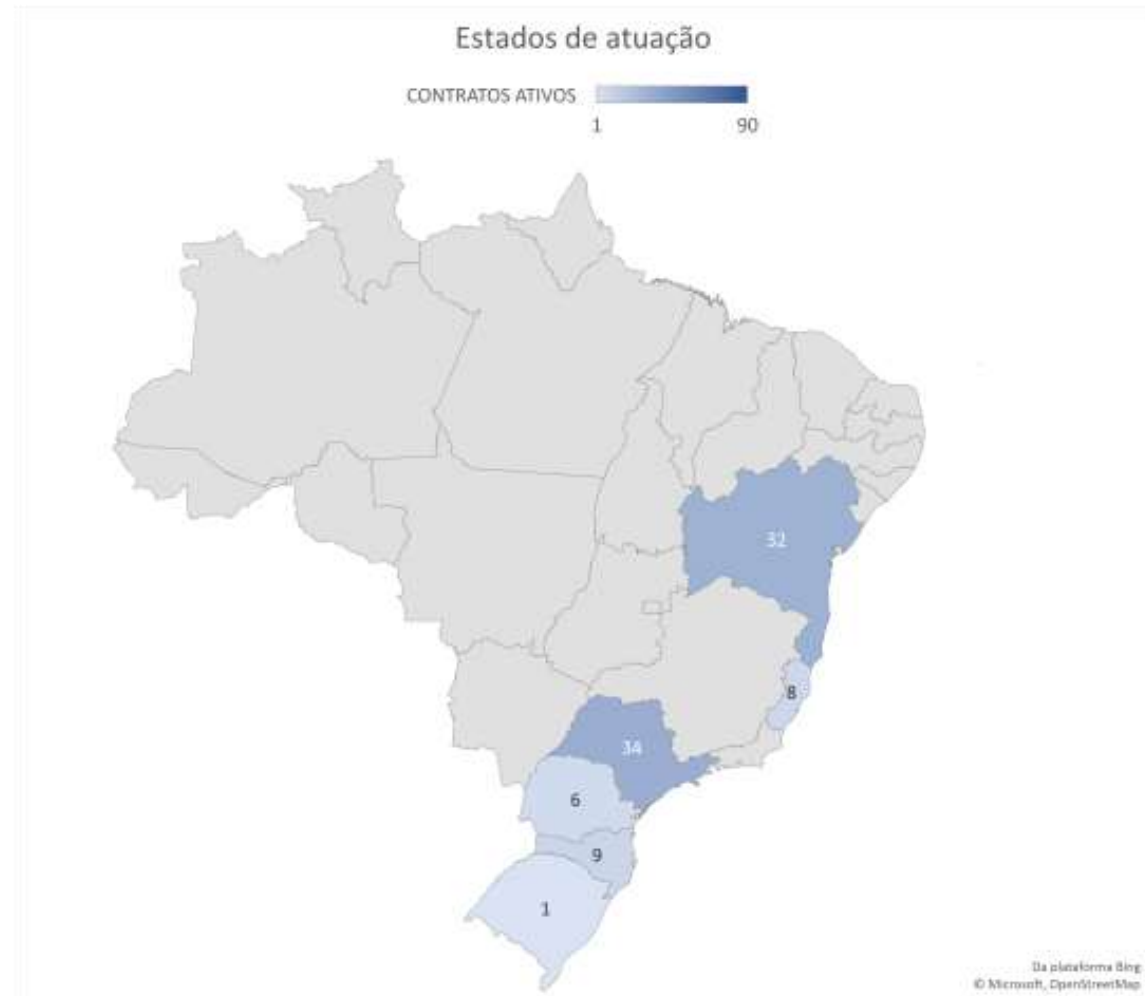 Estados de atuação
CONTRATOS ATIVOS
1 90
32
8
34
6
9
1
Da plataforma Bing
© Microsoft, OpenStreetMap